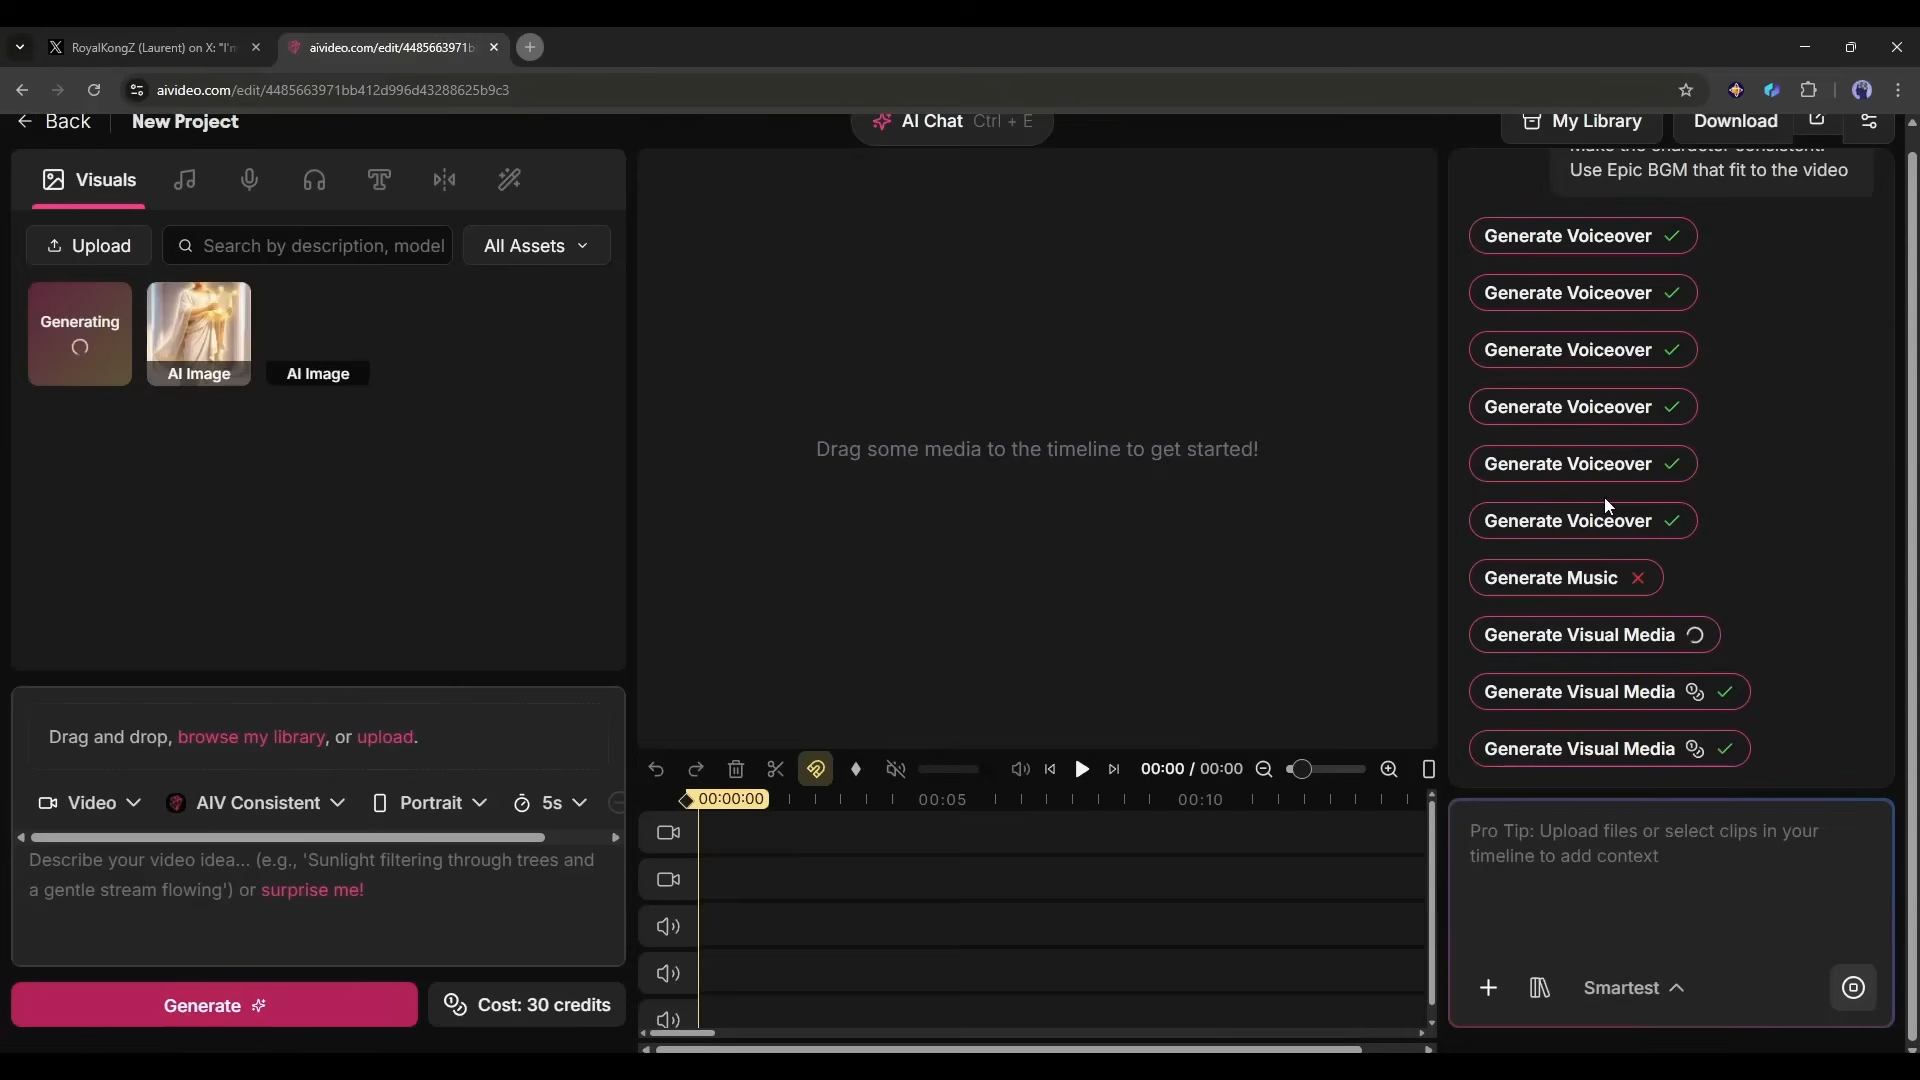 RoyalKongZ (Laurent) on X: "I'm
aivideo.com/edit/4485663971b
aivideo.com/edit/4485663971bb412d996d43288625b9c3
Back
New Project
AI Chat Ctrl + E
My Library
Download
Visuals
Upload
Search by description, model
All Assets
Generating
AI Image
AI Image
Drag and drop, browse my library, or upload.
Video
AIV Consistent
Portrait
5s
Describe your video idea... (e.g., 'Sunlight filtering through trees and
a gentle stream flowing') or surprise me!
Generate
Cost: 30 credits
Drag some media to the timeline to get started!
00:00 / 00:00
00:00:00
00:05
00:10
Make the character consistent.
Use Epic BGM that fit to the video
Generate Voiceover
Generate Voiceover
Generate Voiceover
Generate Voiceover
Generate Voiceover
Generate Voiceover
Generate Music
Generate Visual Media
Generate Visual Media
Generate Visual Media
Pro Tip: Upload files or select clips in your
timeline to add context
Smartest